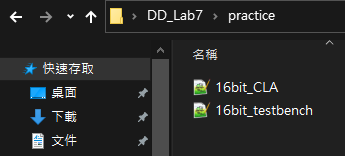 DD_Lab7 > practice
名稱
快速存取
16bit_CLA
桌面
16bit_testbench
下載
文件